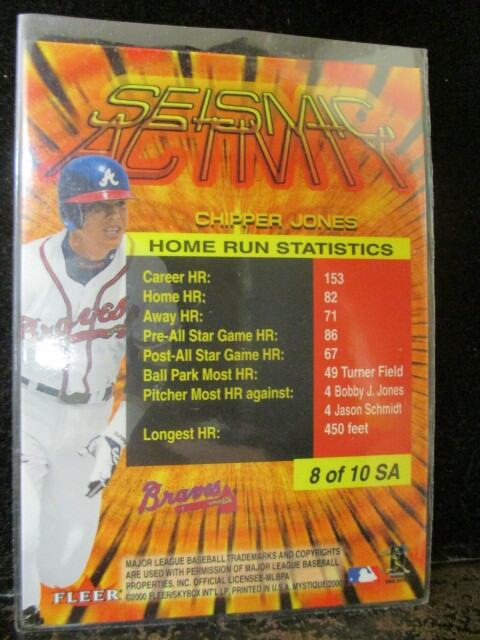 SEISMIC
ACTIVITY
A
CHIPPER JONES
HOME RUN STATISTICS
Career HR: 153
Home HR: 82
Away HR: 71
Pre-All Star Game HR: 86
Post-All Star Game HR: 67
Ball Park Most HR: 49 Turner Field
Pitcher Most HR against: 4 Bobby J. Jones
4 Jason Schmidt
Longest HR: 450 feet
8 of 10 SA
Braves
Braves
MAJOR LEAGUE BASEBALL TRADEMARKS AND COPYRIGHTS
ARE USED WITH PERMISSION OF MAJOR LEAGUE BASEBALL
PROPERTIES, INC. OFFICIAL LICENSEE-MLBPA
©2000 FLEER/SKYBOX INT'L LP, PRINTED IN U.S.A. MYSTIQUE/2000
FLEER